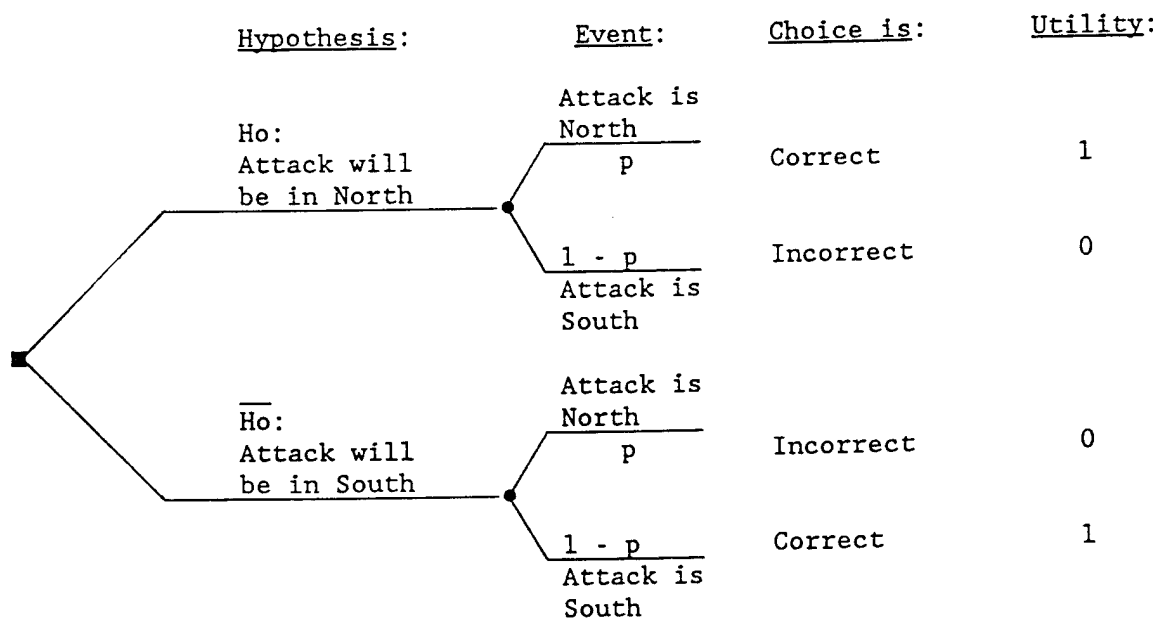 Hypothesis: Event: Choice is: Utility:
Attack is
North
p Correct 1
Ho:
Attack will
be in North
1 - p Incorrect 0
Attack is
South
Attack is
North
p Incorrect 0
H̅o̅:
Attack will
be in South
1 - p Correct 1
Attack is
South